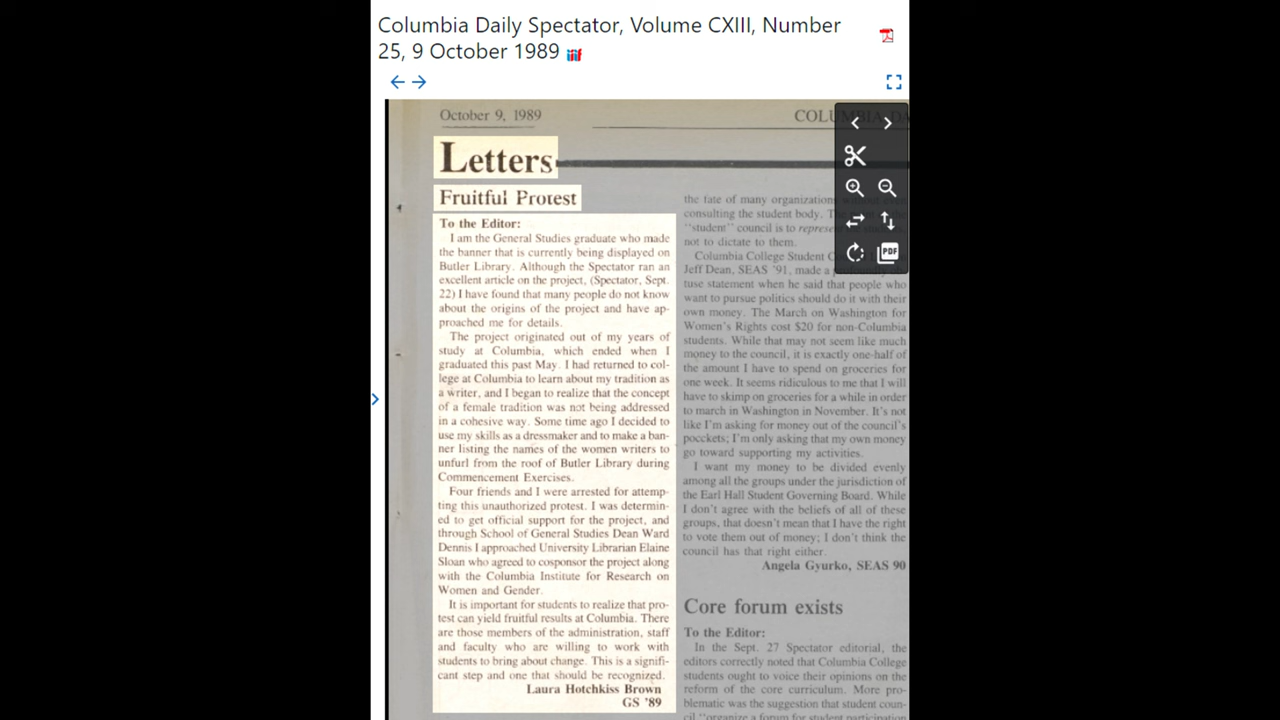 Columbia Daily Spectator, Volume CXIII, Number
25, 9 October 1989
October 9, 1989
COLUMBIA DA
Letters
Fruitful Protest
To the Editor:
I am the General Studies graduate who made
the banner that is currently being displayed on
Butler Library. Although the Spectator ran an
excellent article on the project, (Spectator, Sept.
22) I have found that many people do not know
about the origins of the project and have ap-
proached me for details.
The project originated out of my years of
study at Columbia, which ended when I
graduated this past May. I had returned to col-
lege at Columbia to learn about my tradition as
a writer, and I began to realize that the concept
of a female tradition was not being addressed
in a cohesive way. Some time ago I decided to
use my skills as a dressmaker and to make a ban-
ner listing the names of the women writers to
unfurl from the roof of Butler Library during
Commencement Exercises.
Four friends and I were arrested for attemp-
ting this unauthorized protest. I was determin-
ed to get official support for the project, and
through School of General Studies Dean Ward
Dennis I approached University Librarian Elaine
Sloan who agreed to cosponsor the project along
with the Columbia Institute for Research on
Women and Gender.
It is important for students to realize that pro-
test can yield fruitful results at Columbia. There
are those members of the administration, staff
and faculty who are willing to work with
students to bring about change. This is a signifi-
cant step and one that should be recognized.
Laura Hotchkiss Brown
GS '89
the fate of many organizations without even
consulting the student body. The
"student" council is to represent
not to dictate to them.
Columbia College Student C
Jeff Dean, SEAS '91, made a
tuse statement when he said that people who
want to pursue politics should do it with their
own money. The March on Washington for
Women's Rights cost $20 for non-Columbia
students. While that may not seem like much
money to the council, it is exactly one-half of
the amount I have to spend on groceries for
one week. It seems ridiculous to me that I will
have to skimp on groceries for a while in order
to march in Washington in November. It's not
like I'm asking for money out of the council's
pocckets; I'm only asking that my own money
go toward supporting my activities.
I want my money to be divided evenly
among all the groups under the jurisdiction of
the Earl Hall Student Governing Board. While
I don't agree with the beliefs of all of these
groups, that doesn't mean that I have the right
to vote them out of money; I don't think the
council has that right either.
Angela Gyurko, SEAS 90
Core forum exists
To the Editor:
In the Sept. 27 Spectator editorial, the
editors correctly noted that Columbia College
students ought to voice their opinions on the
reform of the core curriculum. More pro-
blematic was the suggestion that student coun-
cil "organize a forum for student participation
PDF